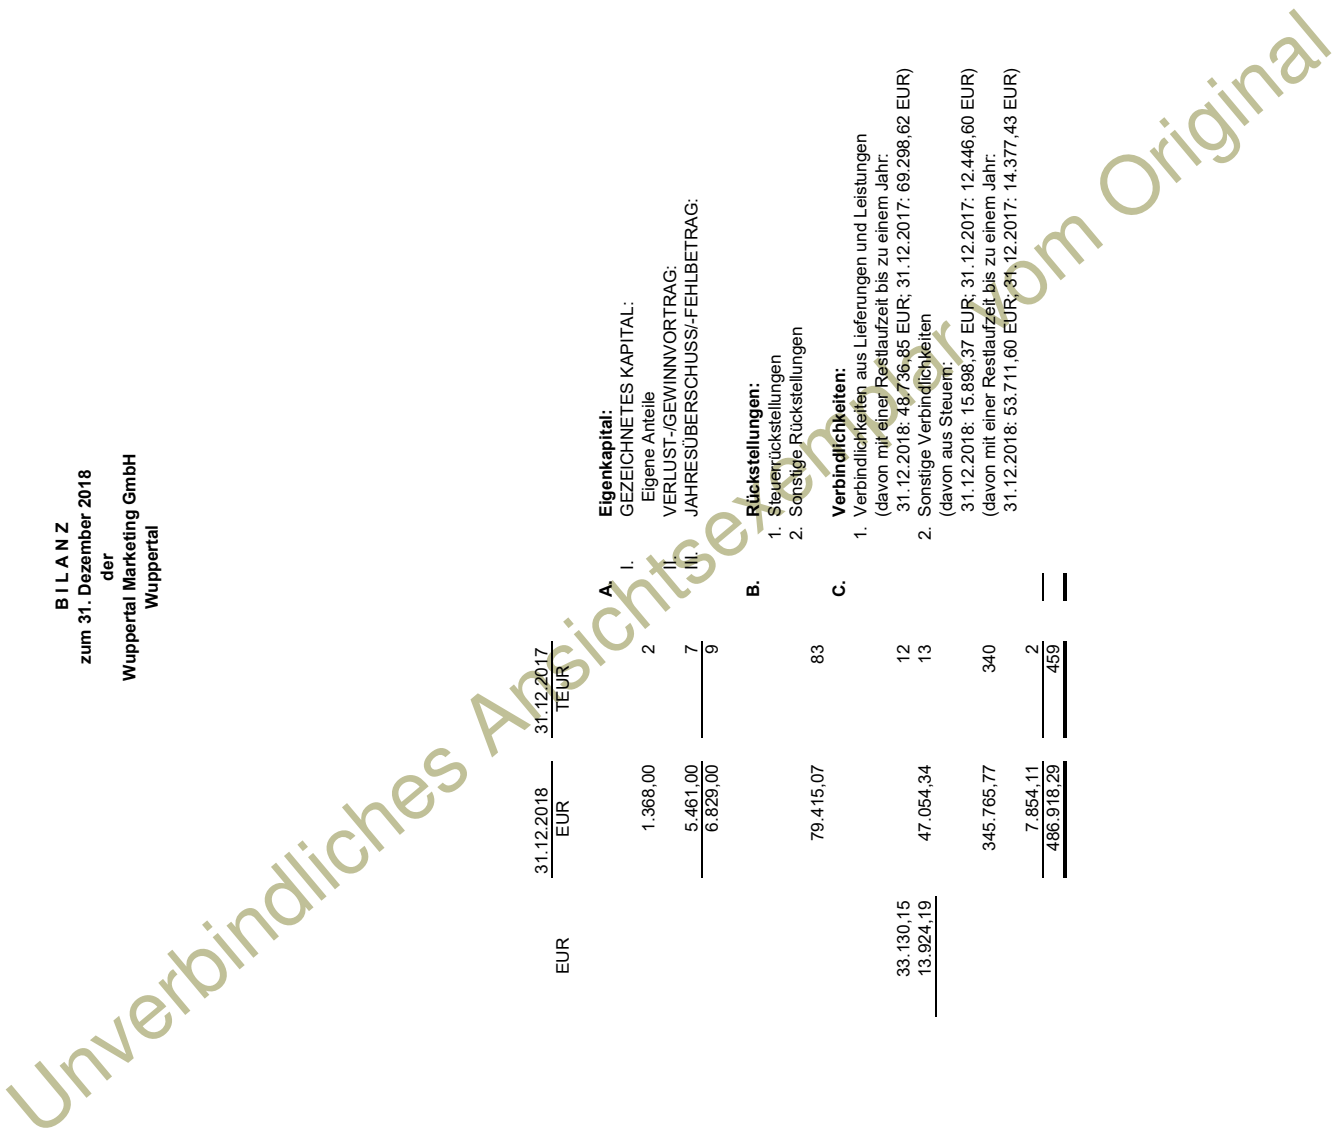 B I L A N Z
zum 31. Dezember 2018
der
Wuppertal Marketing GmbH
Wuppertal
31.12.2018 31.12.2017
EUR EUR TEUR
1.368,00 2
5.461,00 7
6.829,00 9
79.415,07 83
33.130,15 12
13.924,19 47.054,34 13
345.765,77 340
7.854,11 2
486.918,29 459
A. Eigenkapital:
I. GEZEICHNETES KAPITAL:
Eigene Anteile
II. VERLUST-/GEWINNVORTRAG:
III. JAHRESÜBERSCHUSS/-FEHLBETRAG:
B. Rückstellungen:
1. Steuerrückstellungen
2. Sonstige Rückstellungen
C. Verbindlichkeiten:
1. Verbindlichkeiten aus Lieferungen und Leistungen
(davon mit einer Restlaufzeit bis zu einem Jahr:
31.12.2018: 48.736,85 EUR; 31.12.2017: 69.298,62 EUR)
2. Sonstige Verbindlichkeiten
(davon aus Steuern:
31.12.2018: 15.898,37 EUR; 31.12.2017: 12.446,60 EUR)
(davon mit einer Restlaufzeit bis zu einem Jahr:
31.12.2018: 53.711,60 EUR; 31.12.2017: 14.377,43 EUR)
Unverbindliches Ansichtsexemplar vom Original